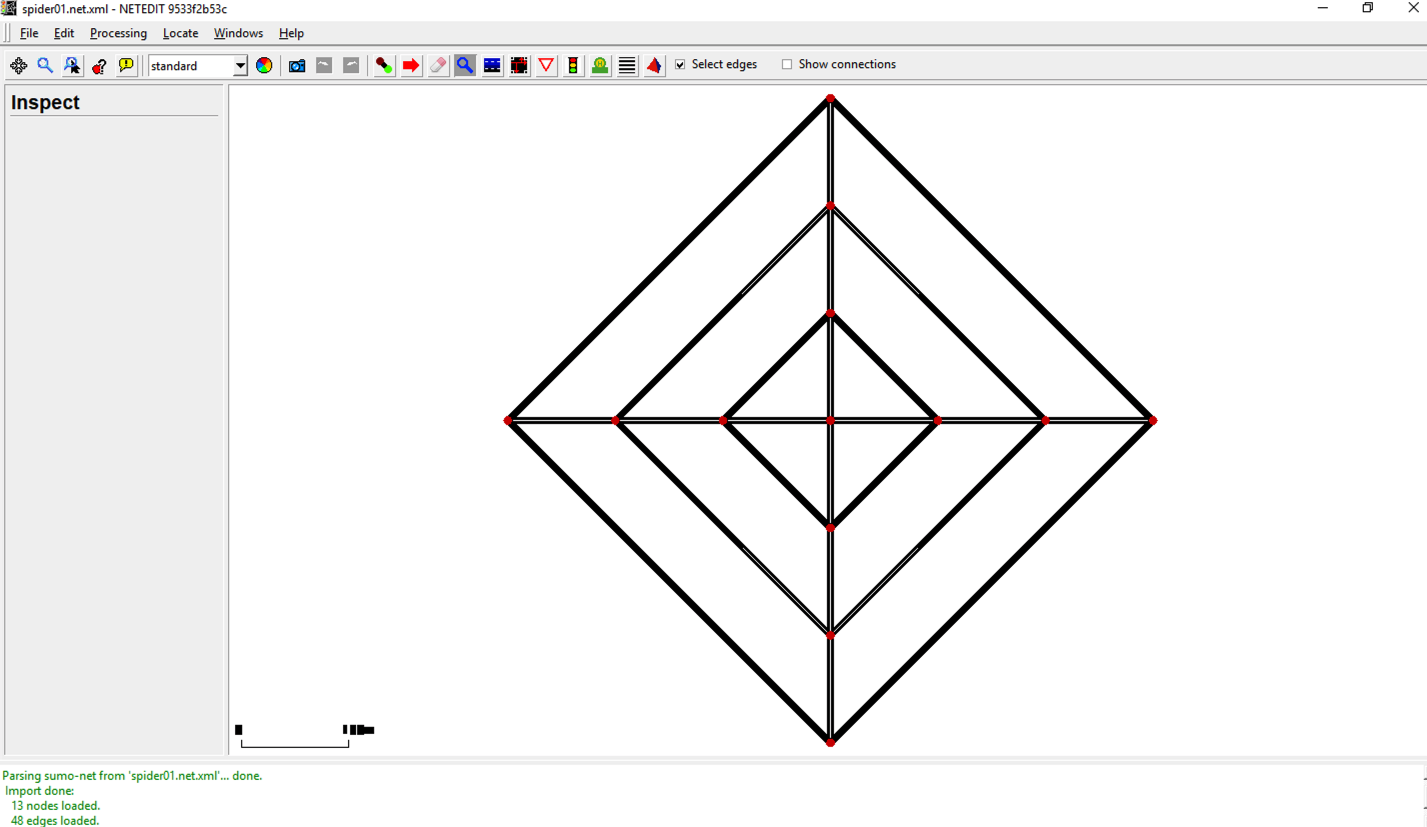 spider01.net.xml - NETEDIT 9533f2b53c
File Edit Processing Locate Windows Help
standard Select edges Show connections
Inspect
Parsing sumo-net from 'spider01.net.xml'... done.
Import done:
13 nodes loaded.
48 edges loaded.